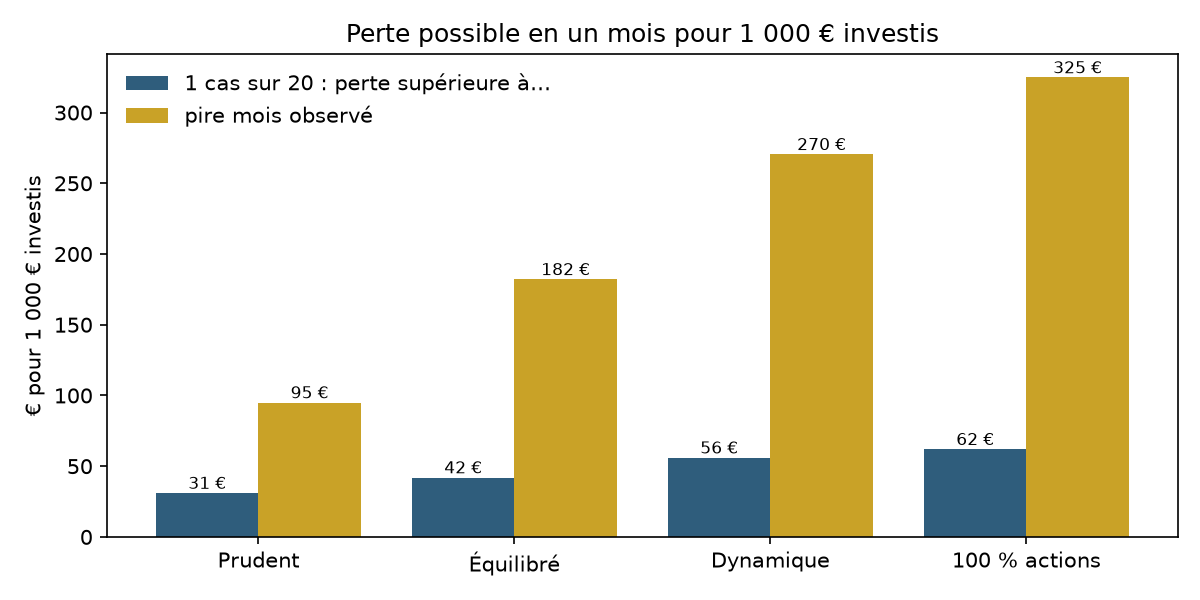 Perte possible en un mois pour 1 000 € investis
1 cas sur 20 : perte supérieure à...
pire mois observé
€ pour 1 000 € investis
300
250
200
150
100
50
0
31 €
95 €
42 €
182 €
56 €
270 €
62 €
325 €
Prudent
Équilibré
Dynamique
100 % actions